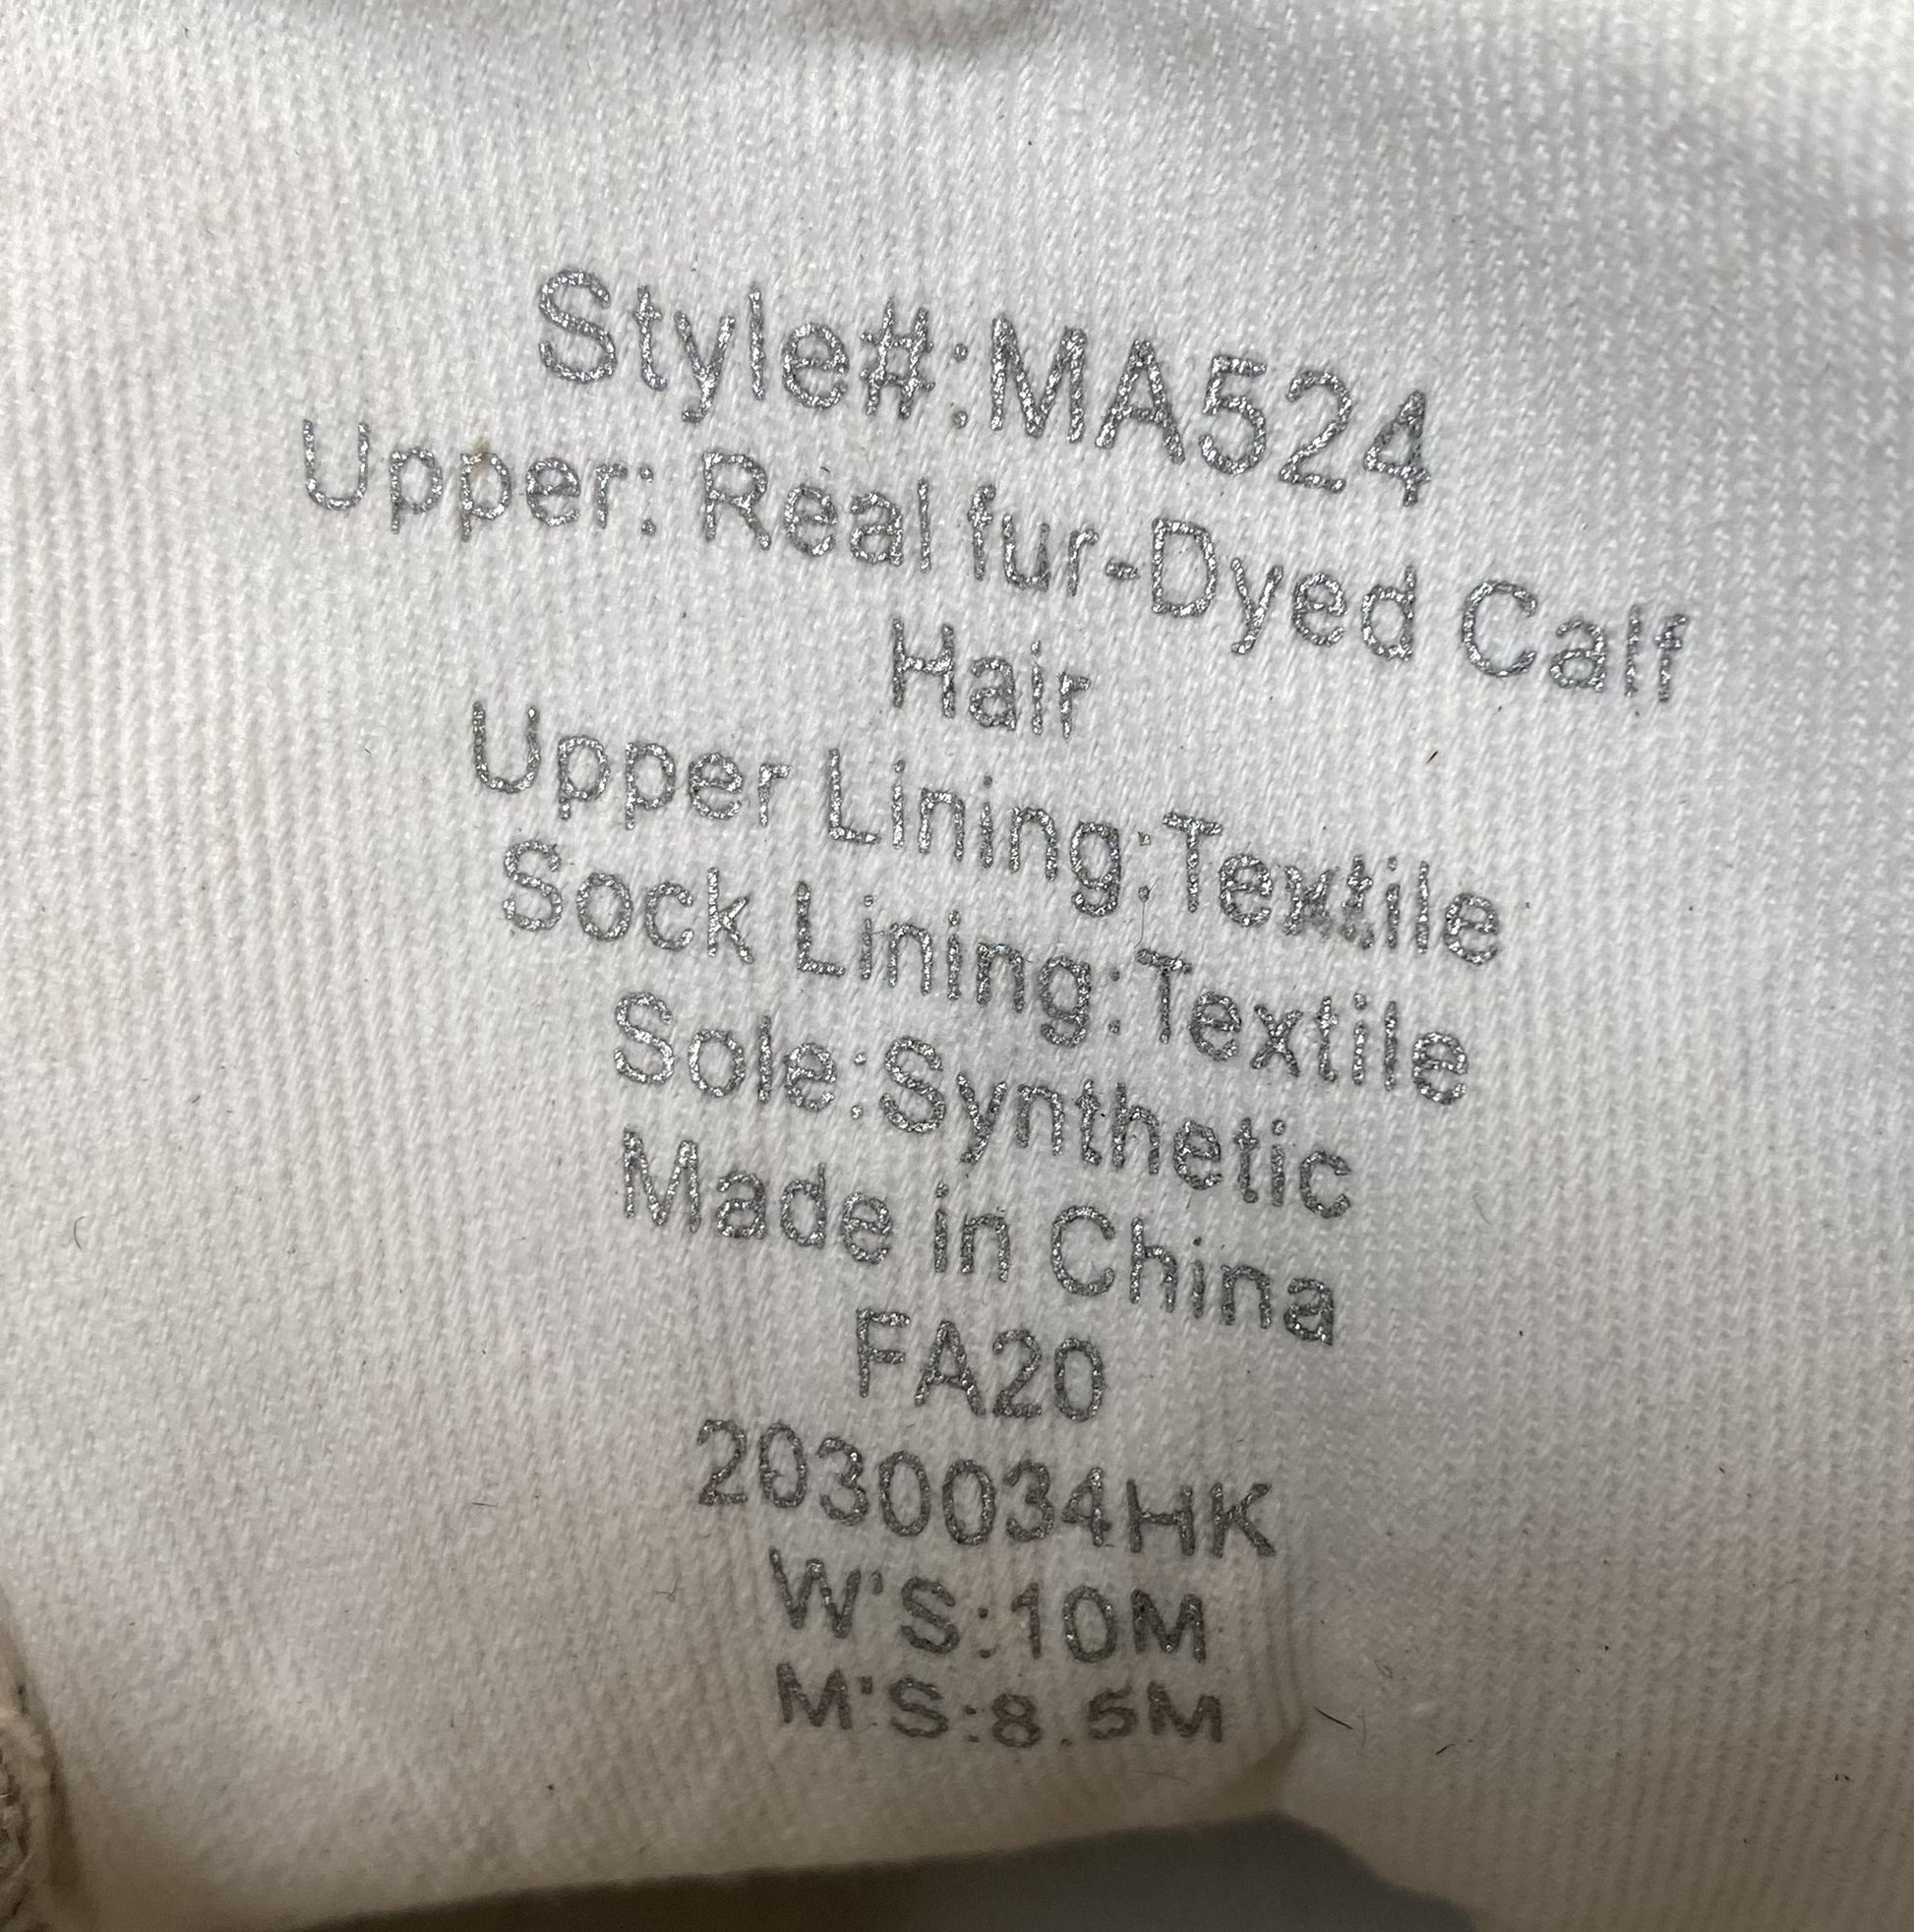 Style#:MA524
Upper: Real fur-Dyed Calf
Hair
Upper Lining:Textile
Sock Lining:Textile
Sole:Synthetic
Made in China
FA20
2030034HK
W'S:10M
M'S:8.5M